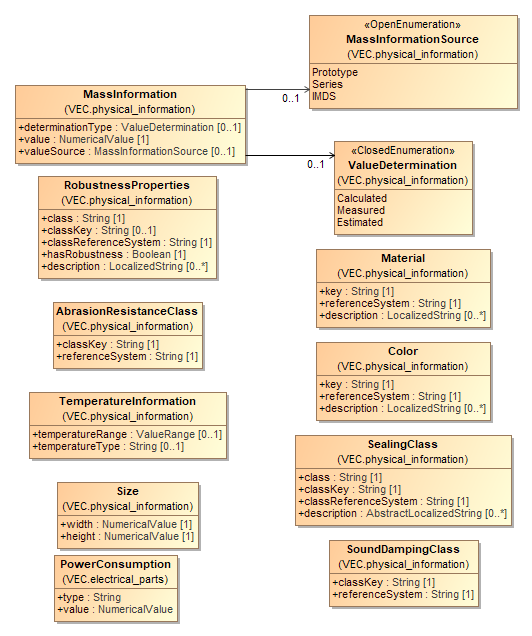 «OpenEnumeration»
MassInformationSource
(VEC.physical_information)
Prototype
Series
IMDS
MassInformation
(VEC.physical_information)
+determinationType : ValueDetermination [0..1]
+value : NumericalValue [1]
+valueSource : MassInformationSource [0..1]
0..1
0..1
«ClosedEnumeration»
ValueDetermination
(VEC.physical_information)
Calculated
Measured
Estimated
RobustnessProperties
(VEC.physical_information)
+class : String [1]
+classKey : String [0..1]
+classReferenceSystem : String [1]
+hasRobustness : Boolean [1]
+description : LocalizedString [0..*]
Material
(VEC.physical_information)
+key : String [1]
+referenceSystem : String [1]
+description : LocalizedString [0..*]
AbrasionResistanceClass
(VEC.physical_information)
+classKey : String [1]
+referenceSystem : String [1]
Color
(VEC.physical_information)
+key : String [1]
+referenceSystem : String [1]
+description : LocalizedString [0..*]
TemperatureInformation
(VEC.physical_information)
+temperatureRange : ValueRange [0..1]
+temperatureType : String [0..1]
SealingClass
(VEC.physical_information)
+class : String [1]
+classKey : String [1]
+classReferenceSystem : String [1]
+description : AbstractLocalizedString [0..*]
Size
(VEC.physical_information)
+width : NumericalValue [1]
+height : NumericalValue [1]
SoundDampingClass
(VEC.physical_information)
+classKey : String [1]
+referenceSystem : String [1]
PowerConsumption
(VEC.electrical_parts)
+type : String
+value : NumericalValue